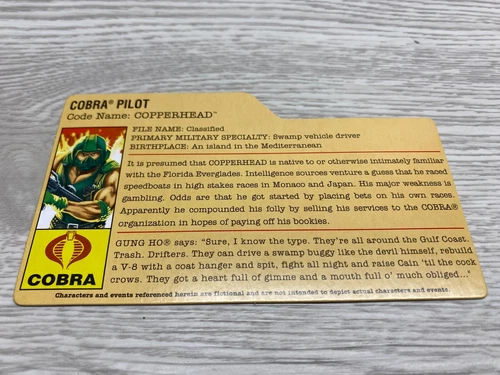 COBRA® PILOT
Code Name: COPPERHEAD™
FILE NAME: Classified
PRIMARY MILITARY SPECIALTY: Swamp vehicle driver
BIRTHPLACE: An island in the Mediterranean
It is presumed that COPPERHEAD is native to or otherwise intimately familiar
with the Florida Everglades. Intelligence sources venture a guess that he raced
speedboats in high stakes races in Monaco and Japan. His major weakness is
gambling. Odds are that he got started by placing bets on his own races.
Apparently he compounded his folly by selling his services to the COBRA®
organization in hopes of paying off his bookies.
GUNG HO® says: "Sure, I know the type. They're all around the Gulf Coast.
Trash. Drifters. They can drive a swamp buggy like the devil himself, rebuild
a V-8 with a coat hanger and spit, fight all night and raise Cain 'til the cock
crows. They got a heart full of gimme and a mouth full o' much obliged..."
COBRA
Characters and events referenced herein are fictional and are not intended to depict actual characters and events.